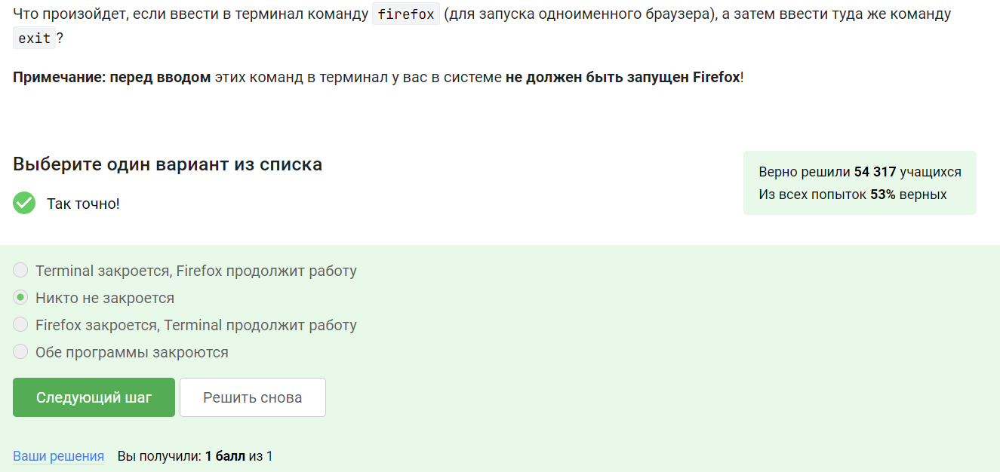 Что произойдет, если ввести в терминал команду firefox (для запуска одноименного браузера), а затем ввести туда же команду
exit ?
Примечание: перед вводом этих команд в терминал у вас в системе не должен быть запущен Firefox!
Выберите один вариант из списка
Так точно!
Верно решили 54 317 учащихся
Из всех попыток 53% верных
Terminal закроется, Firefox продолжит работу
Никто не закроется
Firefox закроется, Terminal продолжит работу
Обе программы закроются
Следующий шаг
Решить снова
Ваши решения Вы получили: 1 балл из 1